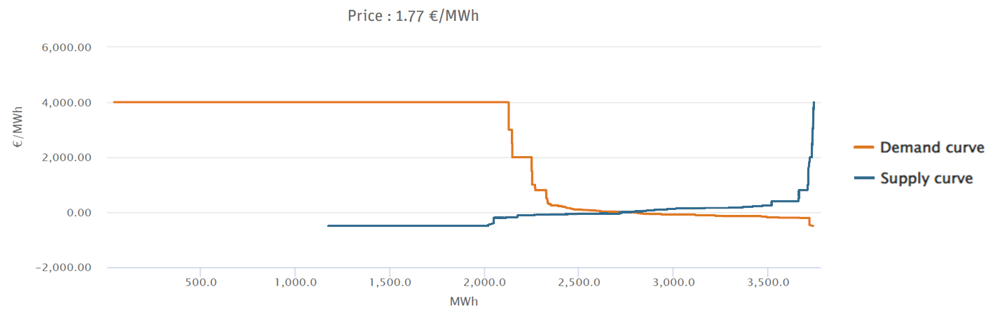 Price : 1.77 €/MWh
6,000.00
4,000.00
2,000.00
0.00
−2,000.00
€/MWh
500.0 1,000.0 1,500.0 2,000.0 2,500.0 3,000.0 3,500.0
MWh
Demand curve
Supply curve